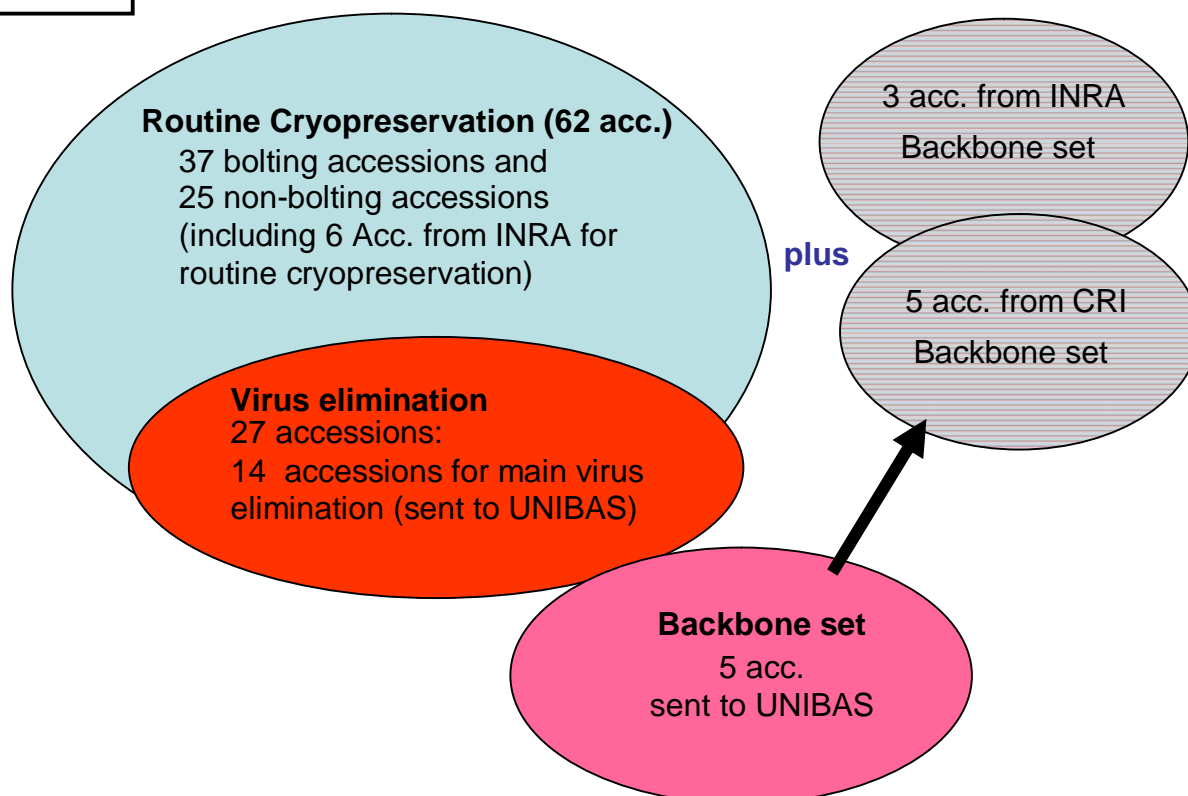 Routine Cryopreservation (62 acc.)
37 bolting accessions and
25 non-bolting accessions
(including 6 Acc. from INRA for
routine cryopreservation)
plus
3 acc. from INRA
Backbone set
5 acc. from CRI
Backbone set
Virus elimination
27 accessions:
14 accessions for main virus
elimination (sent to UNIBAS)
Backbone set
5 acc.
sent to UNIBAS